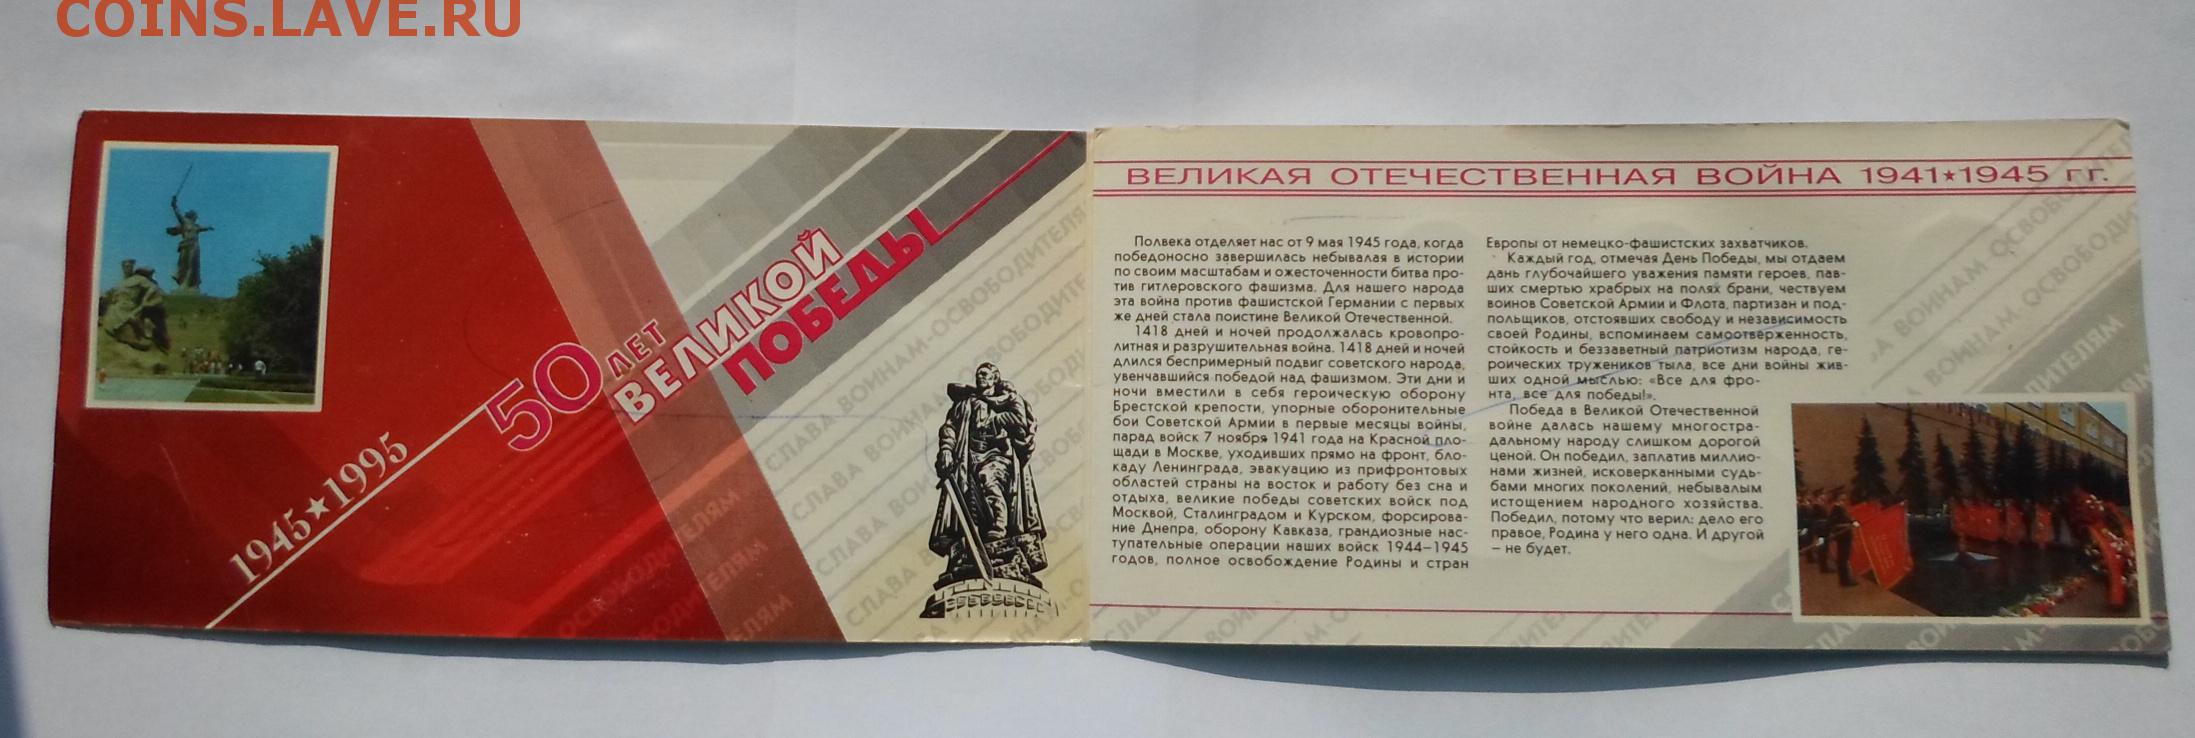 COINS.LAVE.RU
1945★1995
50 ЛЕТ
ВЕЛИКОЙ
ПОБЕДЫ
СЛАВА ВОИНАМ-ОСВОБОДИТЕЛЯМ
ВЕЛИКАЯ ОТЕЧЕСТВЕННАЯ ВОЙНА 1941★1945 гг.
Полвека отделяет нас от 9 мая 1945 года, когда
победоносно завершилась небывалая в истории
по своим масштабам и ожесточенности битва про-
тив гитлеровского фашизма. Для нашего народа
эта война против фашистской Германии с первых
же дней стала поистине Великой Отечественной.
1418 дней и ночей продолжалась кровопро-
литная и разрушительная война. 1418 дней и ночей
длился беспримерный подвиг советского народа,
увенчавшийся победой над фашизмом. Эти дни и
ночи вместили в себя героическую оборону
Брестской крепости, упорные оборонительные
бои Советской Армии в первые месяцы войны,
парад войск 7 ноября 1941 года на Красной пло-
щади в Москве, уходивших прямо на фронт, бло-
каду Ленинграда, эвакуацию из прифронтовых
областей страны на восток и работу без сна и
отдыха, великие победы советских войск под
Москвой, Сталинградом и Курском, форсирова-
ние Днепра, оборону Кавказа, грандиозные нас-
тупательные операции наших войск 1944–1945
годов, полное освобождение Родины и стран
Европы от немецко-фашистских захватчиков.
Каждый год, отмечая День Победы, мы отдаем
дань глубочайшего уважения памяти героев, пав-
ших смертью храбрых на полях брани, чествуем
воинов Советской Армии и Флота, партизан и под-
польщиков, отстоявших свободу и независимость
своей Родины, вспоминаем самоотверженность,
стойкость и беззаветный патриотизм народа, ге-
роических тружеников тыла, все дни войны жив-
ших одной мыслью: «Все для фро-
нта, все для победы!».
Победа в Великой Отечественной
войне далась нашему многостра-
дальному народу слишком дорогой
ценой. Он победил, заплатив миллио-
нами жизней, исковерканными судь-
бами многих поколений, небывалым
истощением народного хозяйства.
Победил, потому что верил: дело его
правое, Родина у него одна. И другой
– не будет.